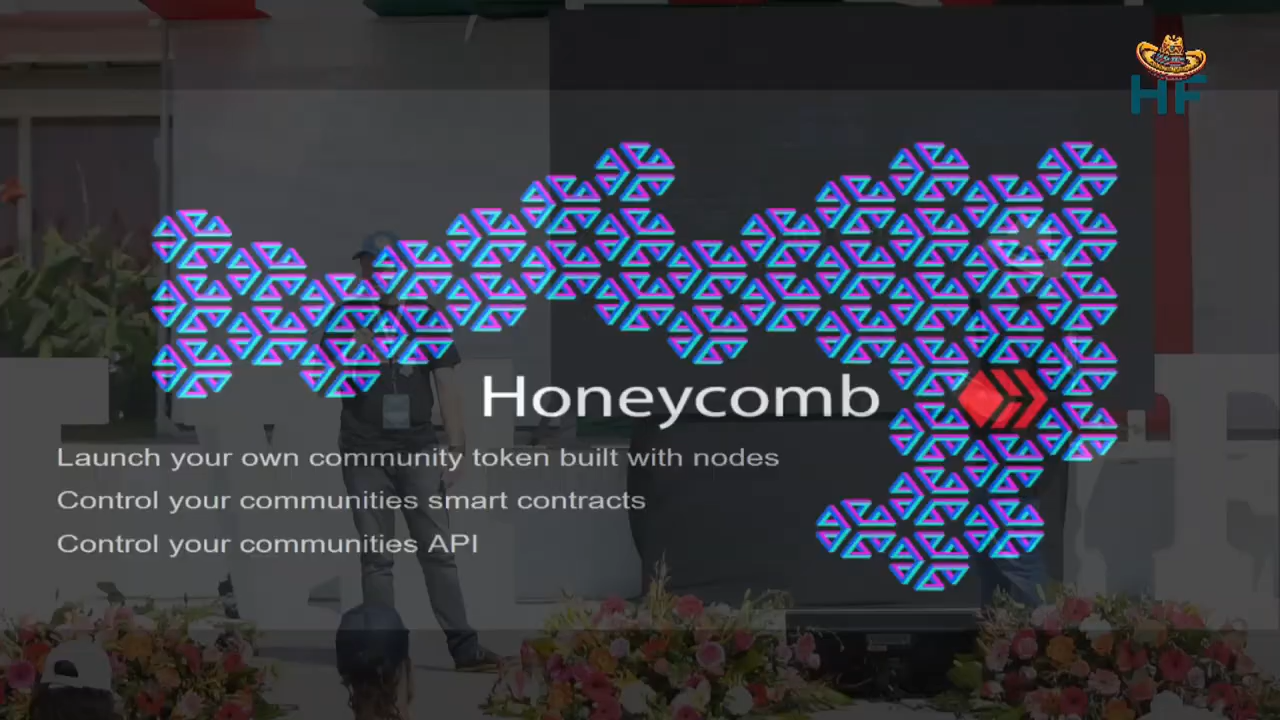 HF
Honeycomb
Launch your own community token built with nodes
Control your communities smart contracts
Control your communities API